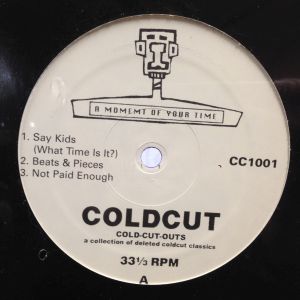 A MOMEMT OF YOUR TIME
1. Say Kids
(What Time Is It?)
2. Beats & Pieces
3. Not Paid Enough
CC1001
COLDCUT
COLD-CUT-OUTS
a collection of deleted coldcut classics
33⅓ RPM
A